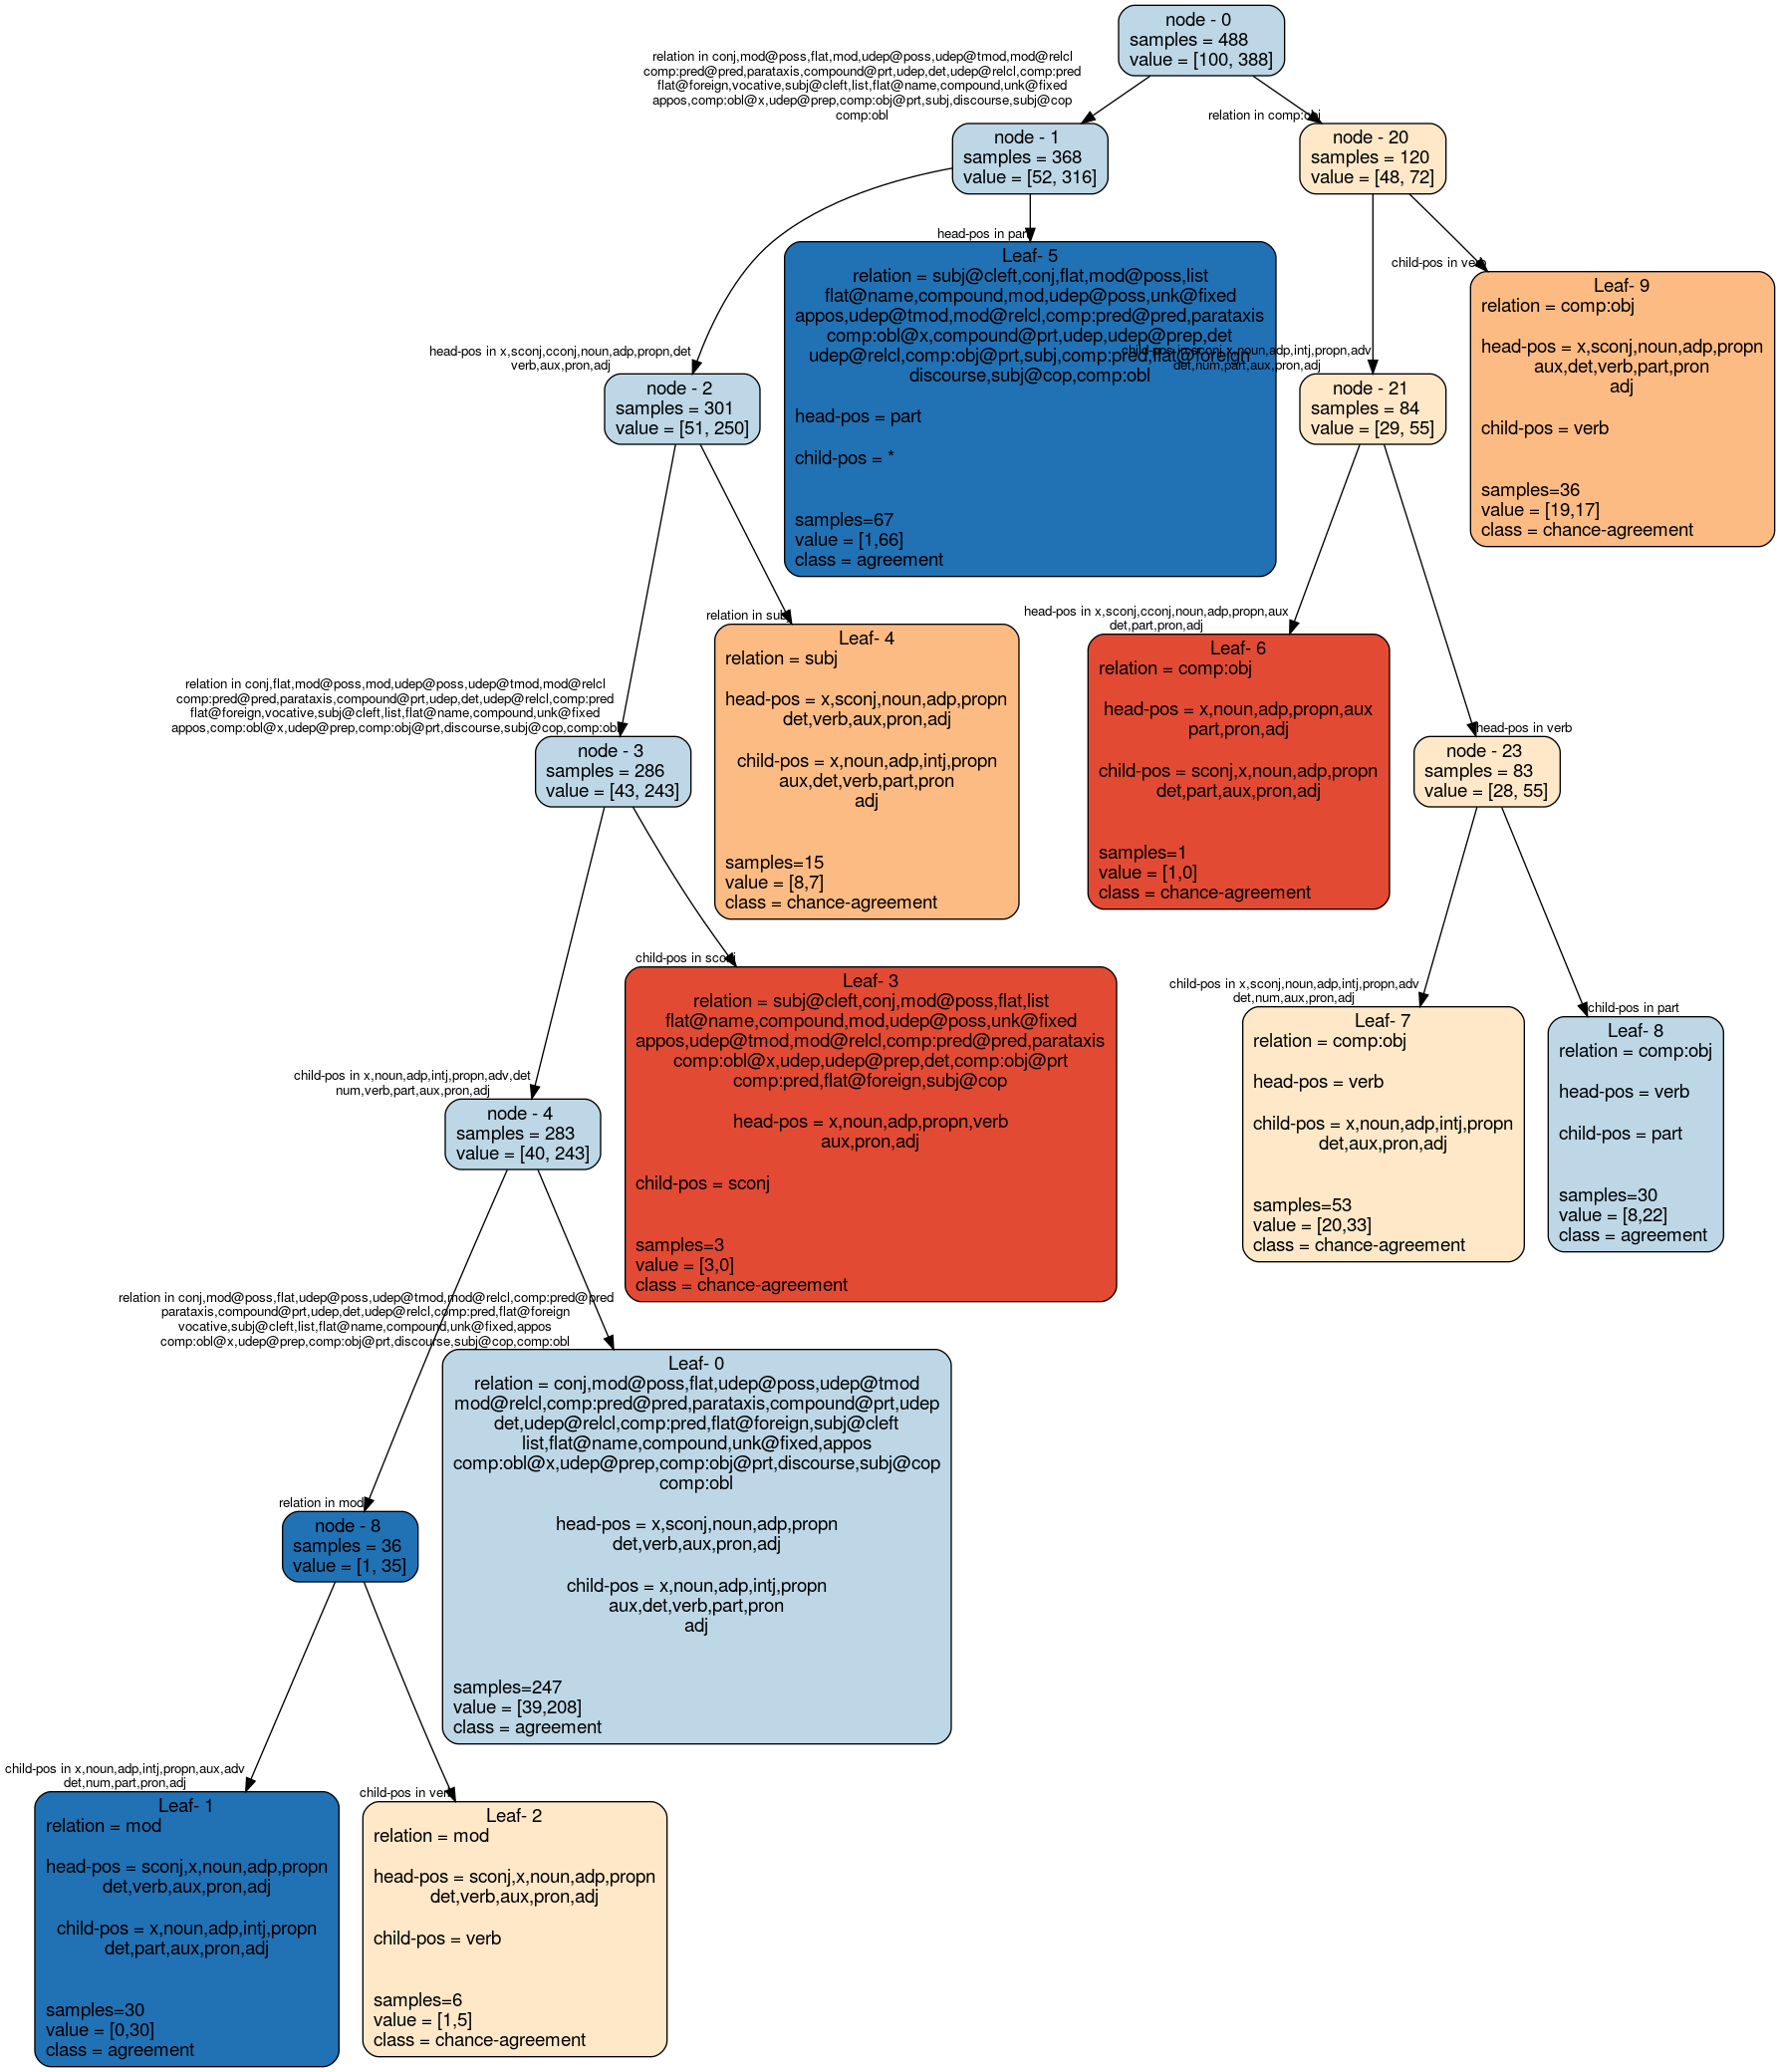 node - 0
samples = 488
value = [100, 388]
relation in conj,mod@poss,flat,mod,udep@poss,udep@tmod,mod@relcl
comp:pred@pred,parataxis,compound@prt,udep,det,udep@relcl,comp:pred
flat@foreign,vocative,subj@cleft,list,flat@name,compound,unk@fixed
appos,comp:obl@x,udep@prep,comp:obj@prt,subj,discourse,subj@cop
comp:obl
relation in comp:obj
node - 1
samples = 368
value = [52, 316]
node - 20
samples = 120
value = [48, 72]
head-pos in part
Leaf- 5
relation = subj@cleft,conj,flat,mod@poss,list
flat@name,compound,mod,udep@poss,unk@fixed
appos,udep@tmod,mod@relcl,comp:pred@pred,parataxis
comp:obl@x,compound@prt,udep,udep@prep,det
udep@relcl,comp:obj@prt,subj,comp:pred,flat@foreign
discourse,subj@cop,comp:obl
head-pos = part
child-pos = *
samples=67
value = [1,66]
class = agreement
child-pos in verb
Leaf- 9
relation = comp:obj
head-pos = x,sconj,noun,adp,propn
aux,det,verb,part,pron
adj
child-pos = verb
samples=36
value = [19,17]
class = chance-agreement
head-pos in x,sconj,cconj,noun,adp,propn,det
verb,aux,pron,adj
node - 2
samples = 301
value = [51, 250]
child-pos in sconj,x,noun,adp,intj,propn,adv
det,num,part,aux,pron,adj
node - 21
samples = 84
value = [29, 55]
relation in subj
Leaf- 4
relation = subj
head-pos = x,sconj,noun,adp,propn
det,verb,aux,pron,adj
child-pos = x,noun,adp,intj,propn
aux,det,verb,part,pron
adj
samples=15
value = [8,7]
class = chance-agreement
head-pos in x,sconj,cconj,noun,adp,propn,aux
det,part,pron,adj
Leaf- 6
relation = comp:obj
head-pos = x,noun,adp,propn,aux
part,pron,adj
child-pos = sconj,x,noun,adp,propn
det,part,aux,pron,adj
samples=1
value = [1,0]
class = chance-agreement
relation in conj,flat,mod@poss,mod,udep@poss,udep@tmod,mod@relcl
comp:pred@pred,parataxis,compound@prt,udep,det,udep@relcl,comp:pred
flat@foreign,vocative,subj@cleft,list,flat@name,compound,unk@fixed
appos,comp:obl@x,udep@prep,comp:obj@prt,discourse,subj@cop,comp:obl
node - 3
samples = 286
value = [43, 243]
head-pos in verb
node - 23
samples = 83
value = [28, 55]
child-pos in sconj
Leaf- 3
relation = subj@cleft,conj,mod@poss,flat,list
flat@name,compound,mod,udep@poss,unk@fixed
appos,udep@tmod,mod@relcl,comp:pred@pred,parataxis
comp:obl@x,udep,udep@prep,det,comp:obj@prt
comp:pred,flat@foreign,subj@cop
head-pos = x,noun,adp,propn,verb
aux,pron,adj
child-pos = sconj
samples=3
value = [3,0]
class = chance-agreement
child-pos in x,sconj,noun,adp,intj,propn,adv
det,num,aux,pron,adj
Leaf- 7
relation = comp:obj
head-pos = verb
child-pos = x,noun,adp,intj,propn
det,aux,pron,adj
samples=53
value = [20,33]
class = chance-agreement
child-pos in part
Leaf- 8
relation = comp:obj
head-pos = verb
child-pos = part
samples=30
value = [8,22]
class = agreement
child-pos in x,noun,adp,intj,propn,adv,det
num,verb,part,aux,pron,adj
node - 4
samples = 283
value = [40, 243]
relation in conj,mod@poss,flat,udep@poss,udep@tmod,mod@relcl,comp:pred@pred
parataxis,compound@prt,udep,det,udep@relcl,comp:pred,flat@foreign
vocative,subj@cleft,list,flat@name,compound,unk@fixed,appos
comp:obl@x,udep@prep,comp:obj@prt,discourse,subj@cop,comp:obl
Leaf- 0
relation = conj,mod@poss,flat,udep@poss,udep@tmod
mod@relcl,comp:pred@pred,parataxis,compound@prt,udep
det,udep@relcl,comp:pred,flat@foreign,subj@cleft
list,flat@name,compound,unk@fixed,appos
comp:obl@x,udep@prep,comp:obj@prt,discourse,subj@cop
comp:obl
head-pos = x,sconj,noun,adp,propn
det,verb,aux,pron,adj
child-pos = x,noun,adp,intj,propn
aux,det,verb,part,pron
adj
samples=247
value = [39,208]
class = agreement
relation in mod
node - 8
samples = 36
value = [1, 35]
child-pos in x,noun,adp,intj,propn,aux,adv
det,num,part,pron,adj
Leaf- 1
relation = mod
head-pos = sconj,x,noun,adp,propn
det,verb,aux,pron,adj
child-pos = x,noun,adp,intj,propn
det,part,aux,pron,adj
samples=30
value = [0,30]
class = agreement
child-pos in verb
Leaf- 2
relation = mod
head-pos = sconj,x,noun,adp,propn
det,verb,aux,pron,adj
child-pos = verb
samples=6
value = [1,5]
class = chance-agreement